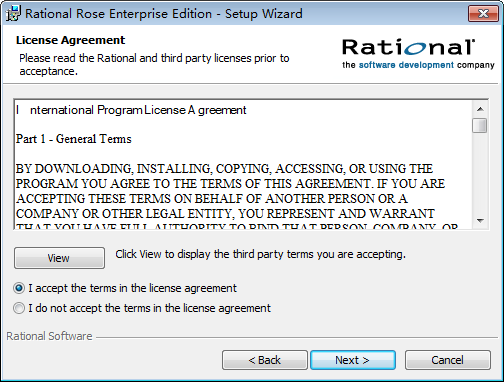 Rational Rose Enterprise Edition - Setup Wizard
License Agreement
Please read the Rational and third party licenses prior to
acceptance.
Rational®
the software development company
I   nternational Program License A greement
Part 1 - General Terms
BY DOWNLOADING, INSTALLING, COPYING, ACCESSING, OR USING THE
PROGRAM YOU AGREE TO THE TERMS OF THIS AGREEMENT. IF YOU ARE
ACCEPTING THESE TERMS ON BEHALF OF ANOTHER PERSON OR A
COMPANY OR OTHER LEGAL ENTITY, YOU REPRESENT AND WARRANT
THAT YOU HAVE FULL AUTHORITY TO BIND THAT PERSON, COMPANY, OR
View
Click View to display the third party terms you are accepting.
I accept the terms in the license agreement
I do not accept the terms in the license agreement
Rational Software
< Back
Next >
Cancel